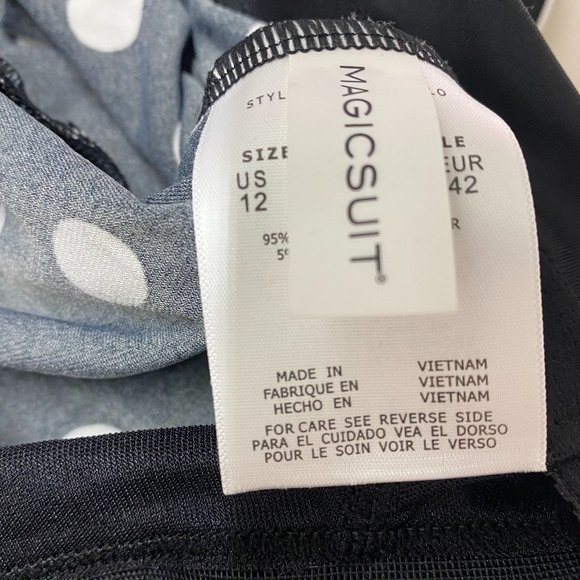 MAGICSUIT®
STYL
SIZE
US EUR
12 42
95%
MADE IN VIETNAM
FABRIQUE EN VIETNAM
HECHO EN VIETNAM
FOR CARE SEE REVERSE SIDE
PARA EL CUIDADO VEA EL DORSO
POUR LE SOIN VOIR LE VERSO